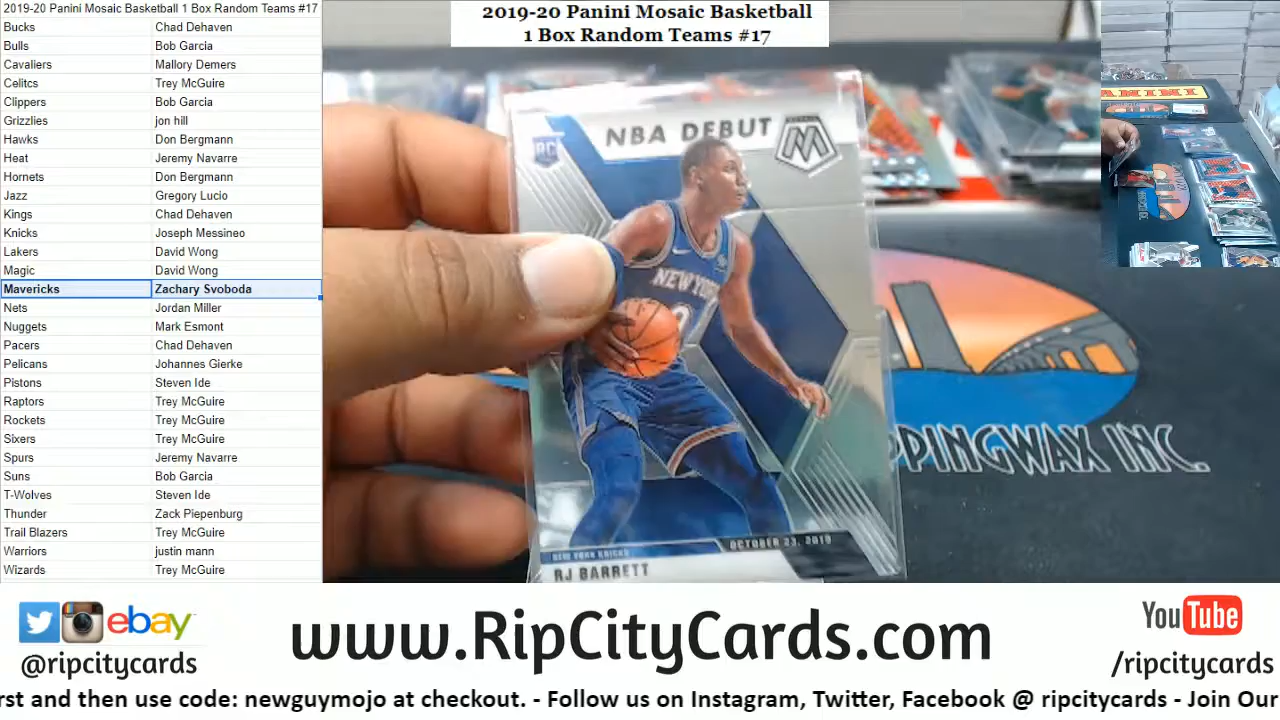 2019-20 Panini Mosaic Basketball 1 Box Random Teams #17
Bucks Chad Dehaven
Bulls Bob Garcia
Cavaliers Mallory Demers
Celitcs Trey McGuire
Clippers Bob Garcia
Grizzlies jon hill
Hawks Don Bergmann
Heat Jeremy Navarre
Hornets Don Bergmann
Jazz Gregory Lucio
Kings Chad Dehaven
Knicks Joseph Messineo
Lakers David Wong
Magic David Wong
Mavericks Zachary Svoboda
Nets Jordan Miller
Nuggets Mark Esmont
Pacers Chad Dehaven
Pelicans Johannes Gierke
Pistons Steven Ide
Raptors Trey McGuire
Rockets Trey McGuire
Sixers Trey McGuire
Spurs Jeremy Navarre
Suns Bob Garcia
T-Wolves Steven Ide
Thunder Zack Piepenburg
Trail Blazers Trey McGuire
Warriors justin mann
Wizards Trey McGuire
2019-20 Panini Mosaic Basketball
1 Box Random Teams #17
NBA DEBUT
RC
NEW YORK
OCTOBER 23, 2019
NEW YORK KNICKS
RJ BARRETT
PPINGWAX INC.
PANINI
ebay
@ripcitycards
www.RipCityCards.com
YouTube
/ripcitycards
rst and then use code: newguymojo at checkout. - Follow us on Instagram, Twitter, Facebook @ ripcitycards - Join Our